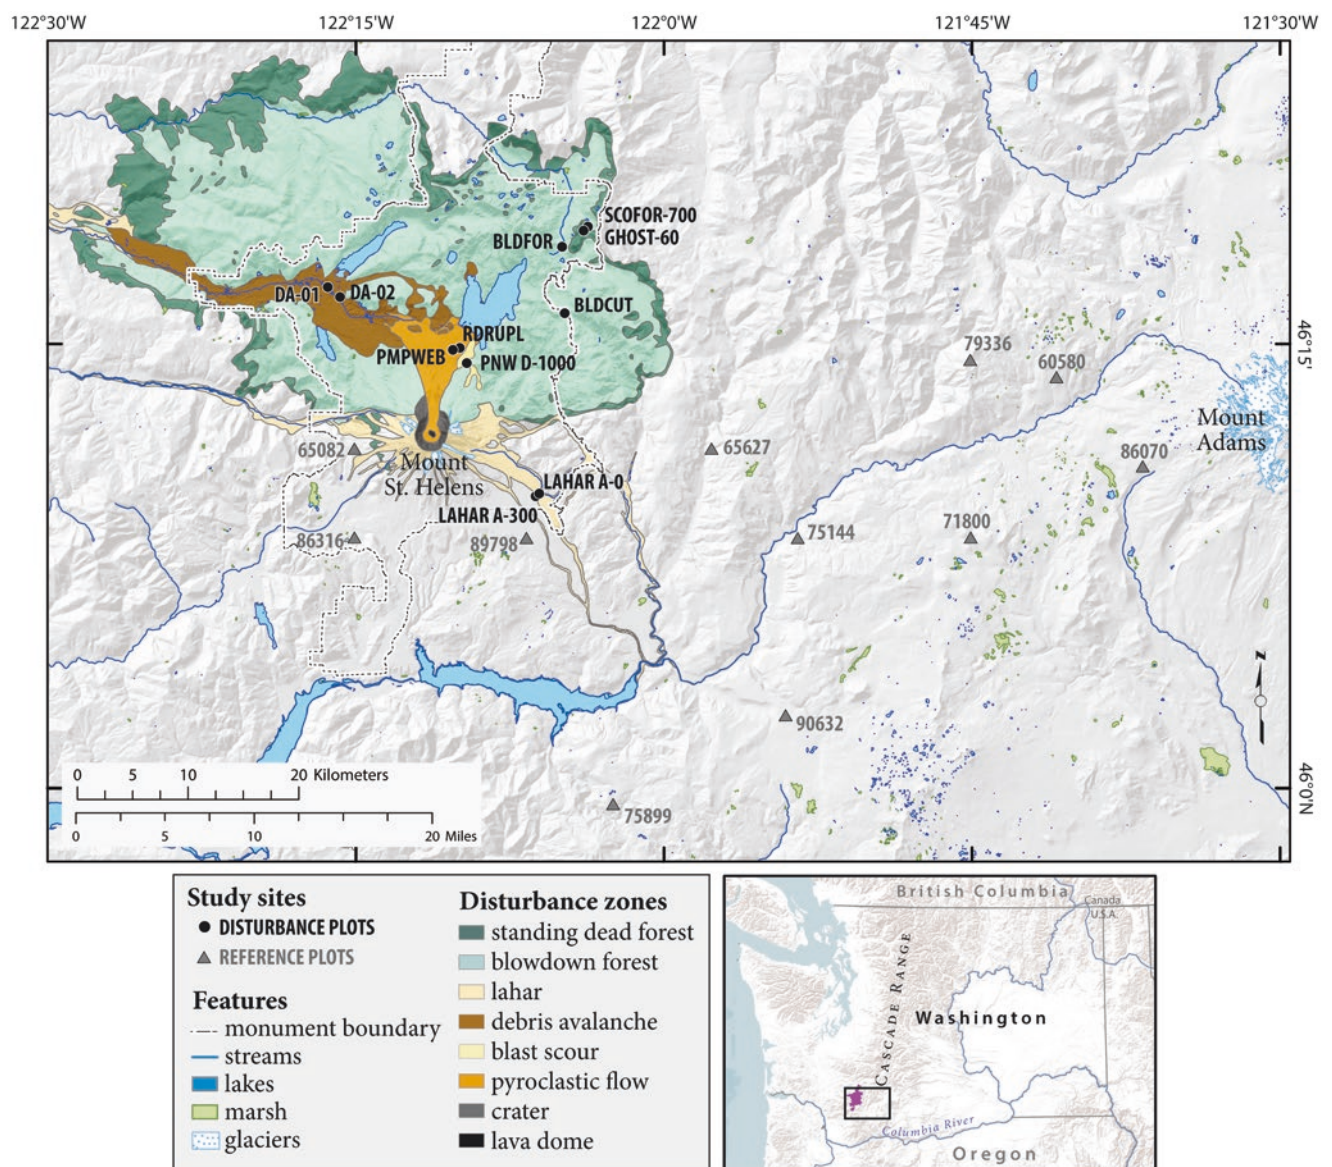 122°30'W 122°15'W 122°0'W 121°45'W 121°30'W
SCOFOR-700
GHOST-60
BLDFOR
DA-01 DA-02
BLDCUT
RDRUPL
PMPWEB
PNW D-1000
79336
60580
46°15'
Mount
Adams
65082
Mount
St. Helens
65627
86070
LAHAR A-0
LAHAR A-300
86316
89798
75144
71800
N
90632
75899
46°0'N
0 5 10 20 Kilometers
0 5 10 20 Miles
Study sites
DISTURBANCE PLOTS
REFERENCE PLOTS
Features
monument boundary
streams
lakes
marsh
glaciers
Disturbance zones
standing dead forest
blowdown forest
lahar
debris avalanche
blast scour
pyroclastic flow
crater
lava dome
British Columbia
Canada
U.S.A.
CASCADE RANGE
Washington
Columbia River
Oregon